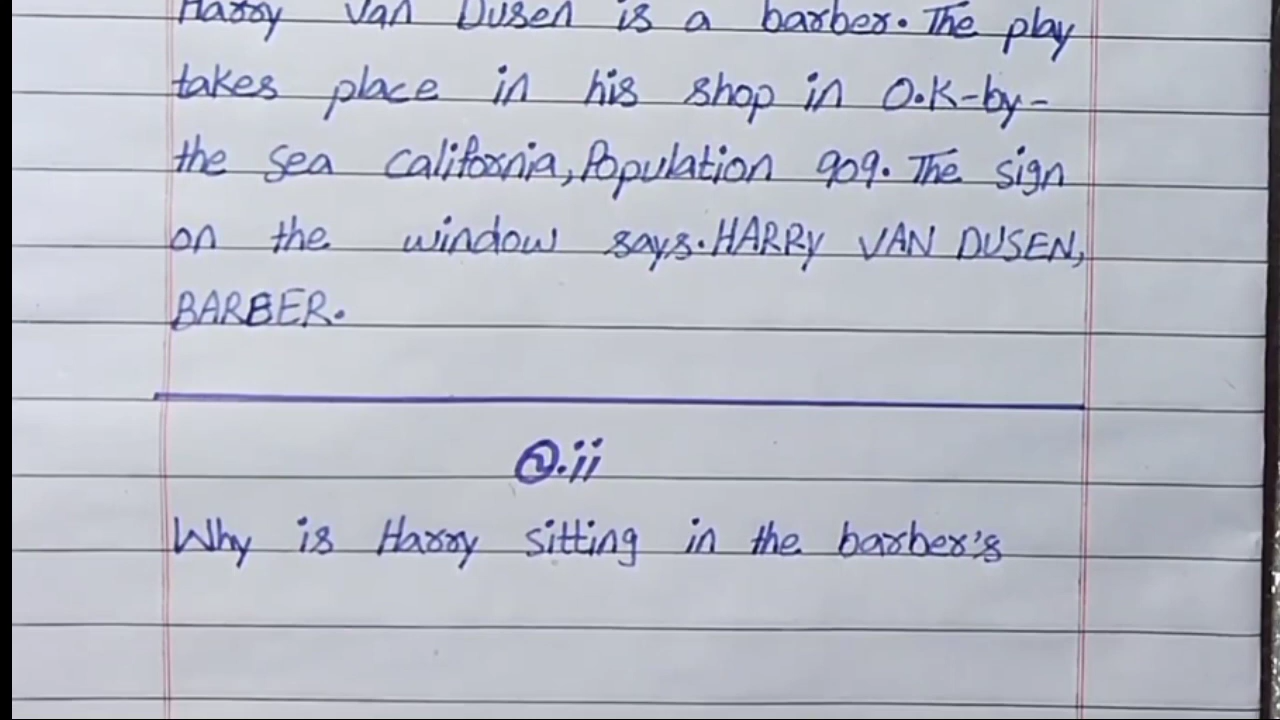 Harry Van Dusen is a barber. The play
takes place in his shop in O.K-by-
the sea california, Population 909. The sign
on the window says. HARRY VAN DUSEN,
BARBER.
Q.ii
Why is Harry sitting in the barber's